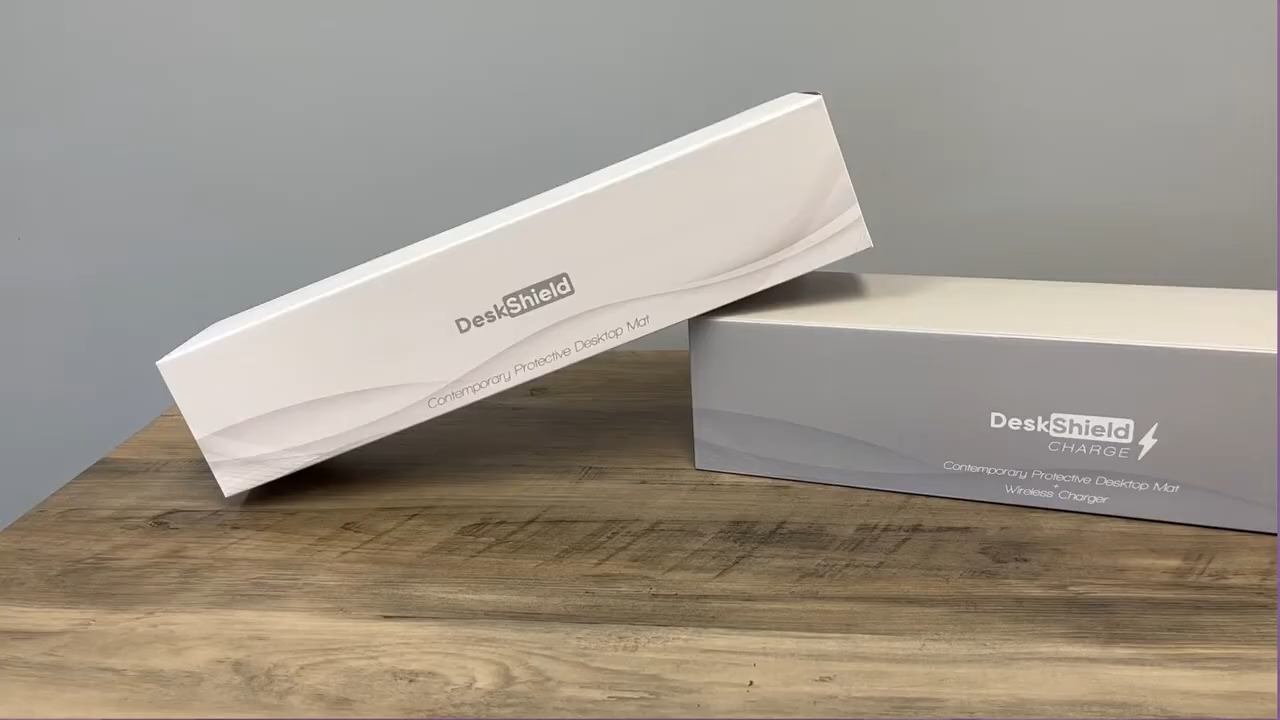 DeskShield
Contemporary Protective Desktop Mat
DeskShield
CHARGE
Contemporary Protective Desktop Mat
+
Wireless Charger